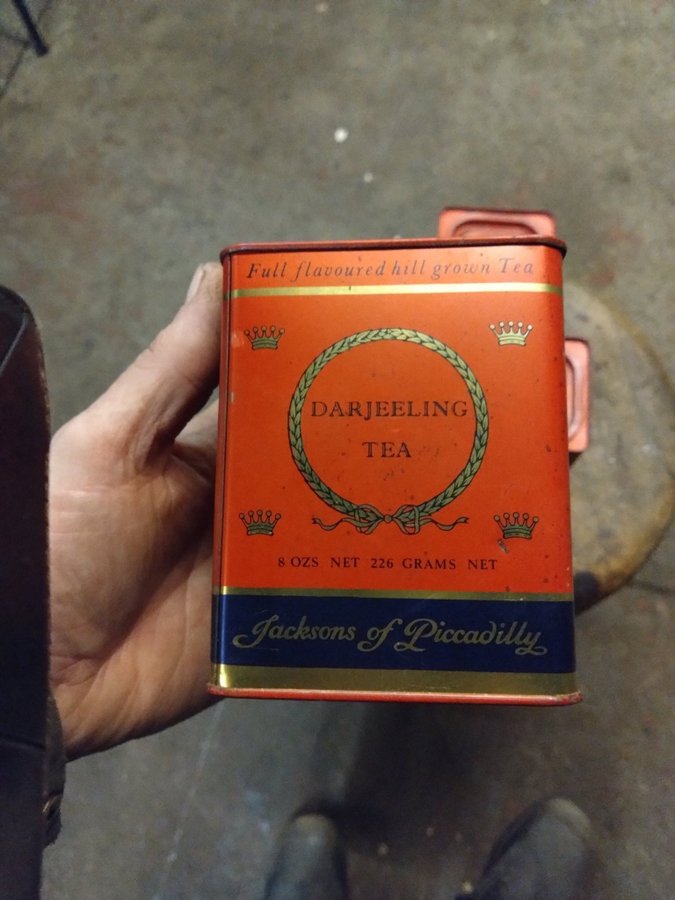 Full flavoured hill grown Tea
DARJEELING
TEA
8 OZS NET 226 GRAMS NET
Jacksons of Piccadilly